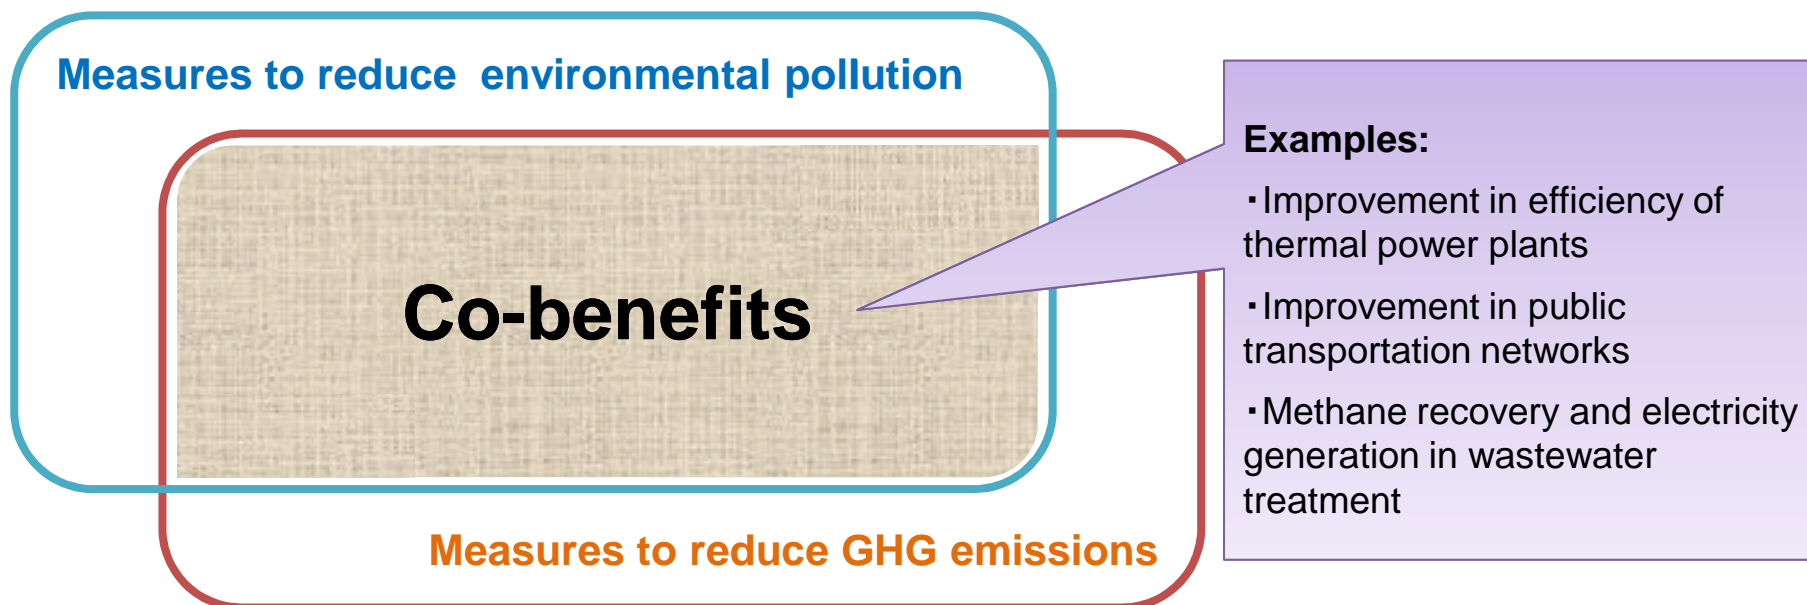 Measures to reduce  environmental pollution
Co-benefits
Measures to reduce GHG emissions
Examples:
・Improvement in efficiency of
thermal power plants
・Improvement in public
transportation networks
・Methane recovery and electricity
generation in wastewater
treatment